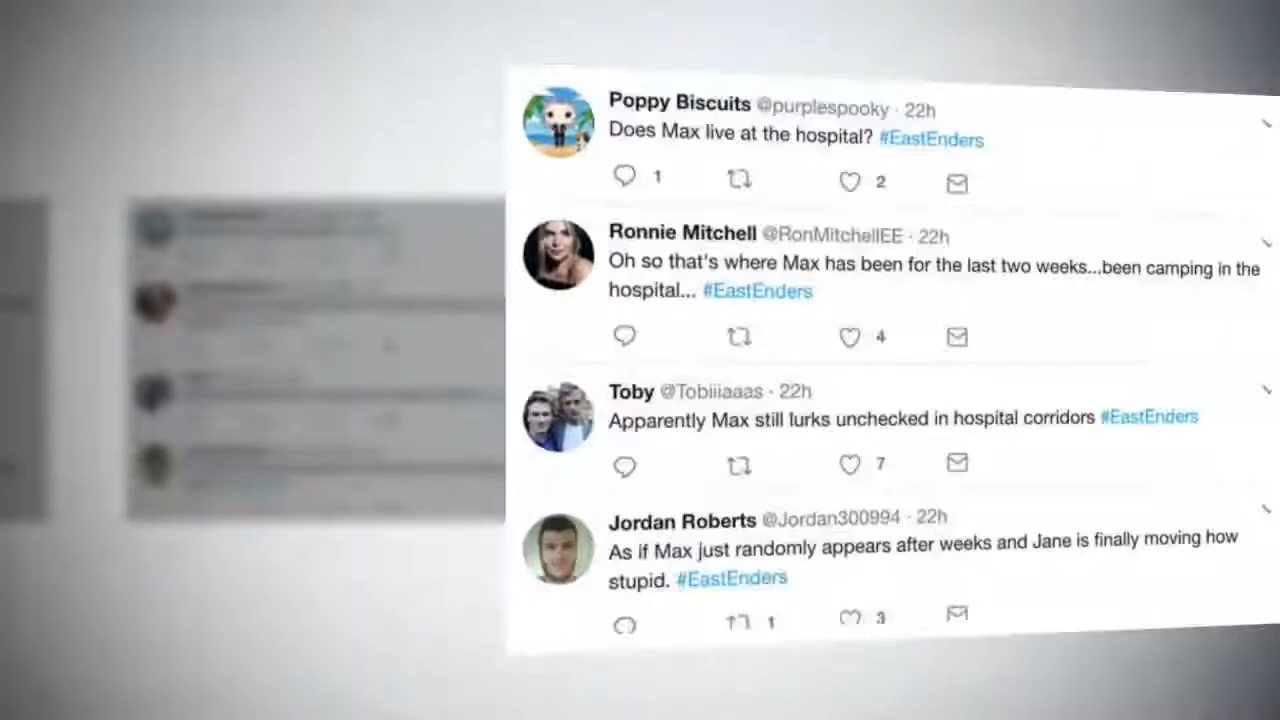 Poppy Biscuits @purplespooky · 22h
Does Max live at the hospital? #EastEnders
1 2
Ronnie Mitchell @RonMitchellEE · 22h
Oh so that's where Max has been for the last two weeks...been camping in the
hospital... #EastEnders
4
Toby @Tobiiiaaas · 22h
Apparently Max still lurks unchecked in hospital corridors #EastEnders
7
Jordan Roberts @Jordan300994 · 22h
As if Max just randomly appears after weeks and Jane is finally moving how
stupid. #EastEnders
1 3